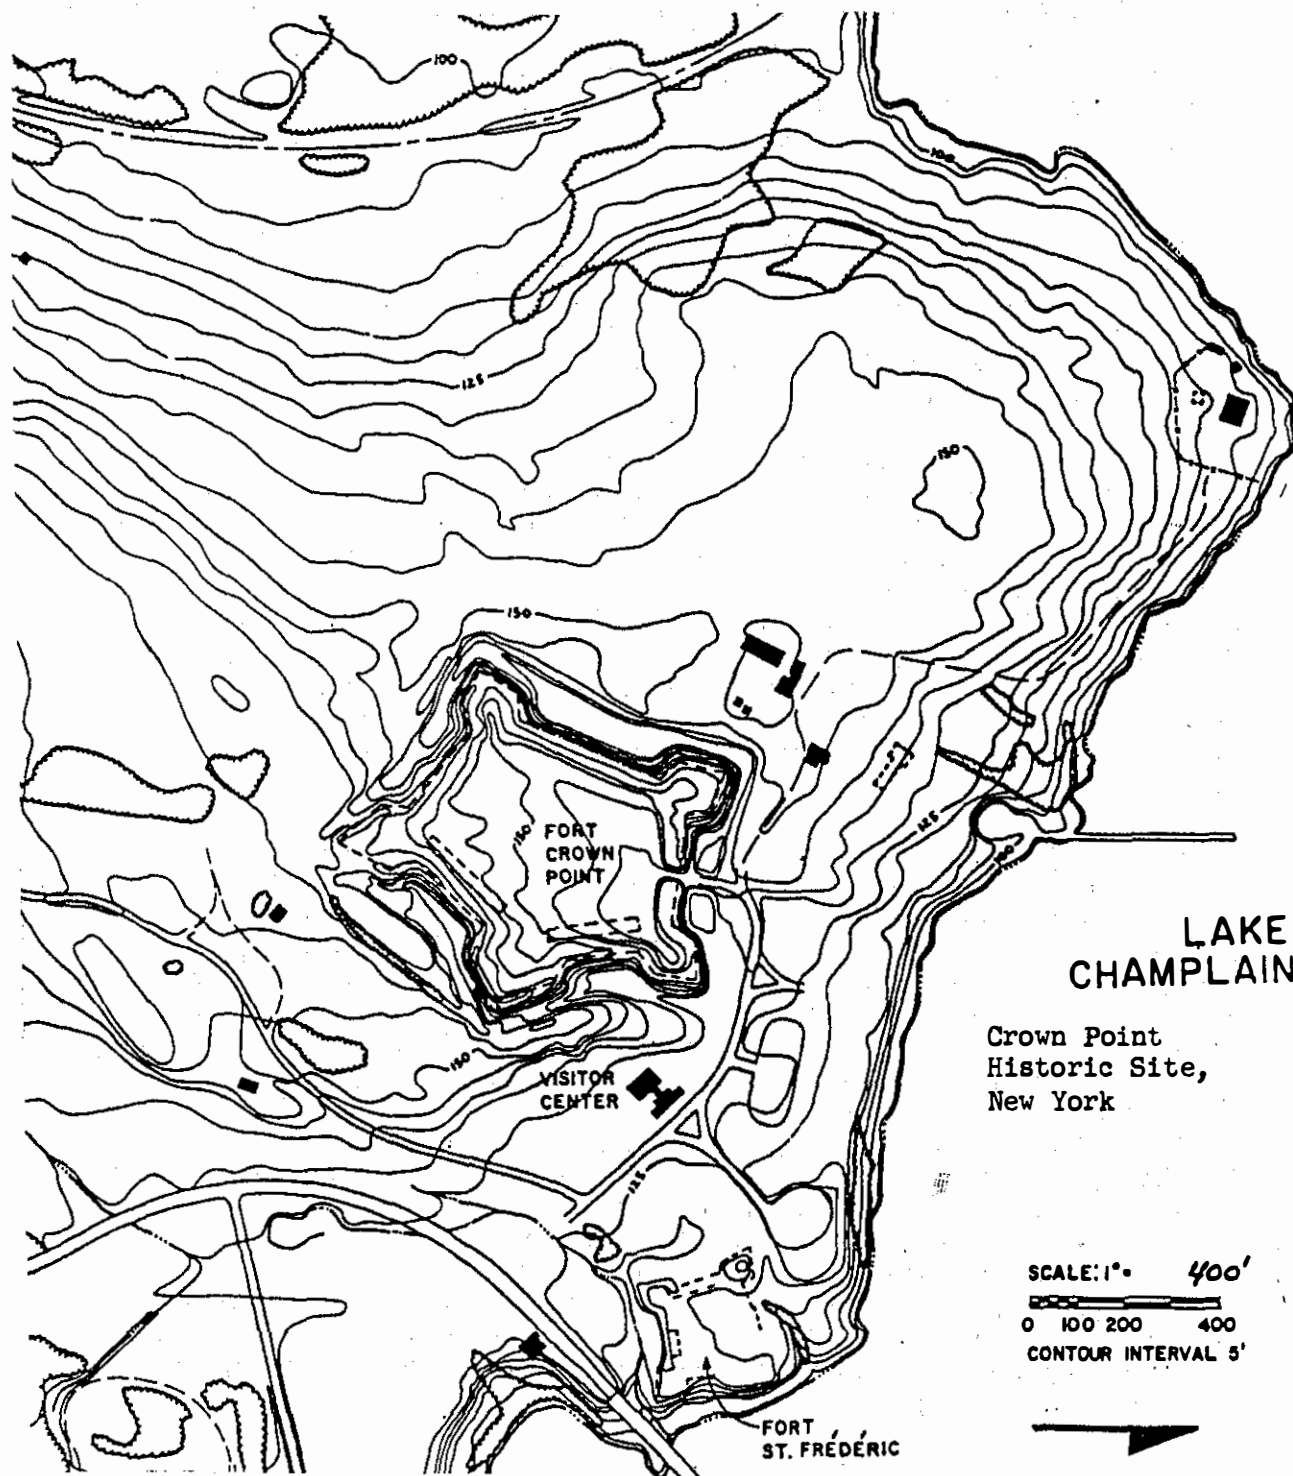 100
100
125
150
150
150
FORT
CROWN
POINT
125
100
LAKE
CHAMPLAIN
Crown Point
Historic Site,
New York
150
VISITOR
CENTER
125
SCALE: 1"= 400'
0 100 200 400
CONTOUR INTERVAL 5'
FORT
ST. FRÉDÉRIC